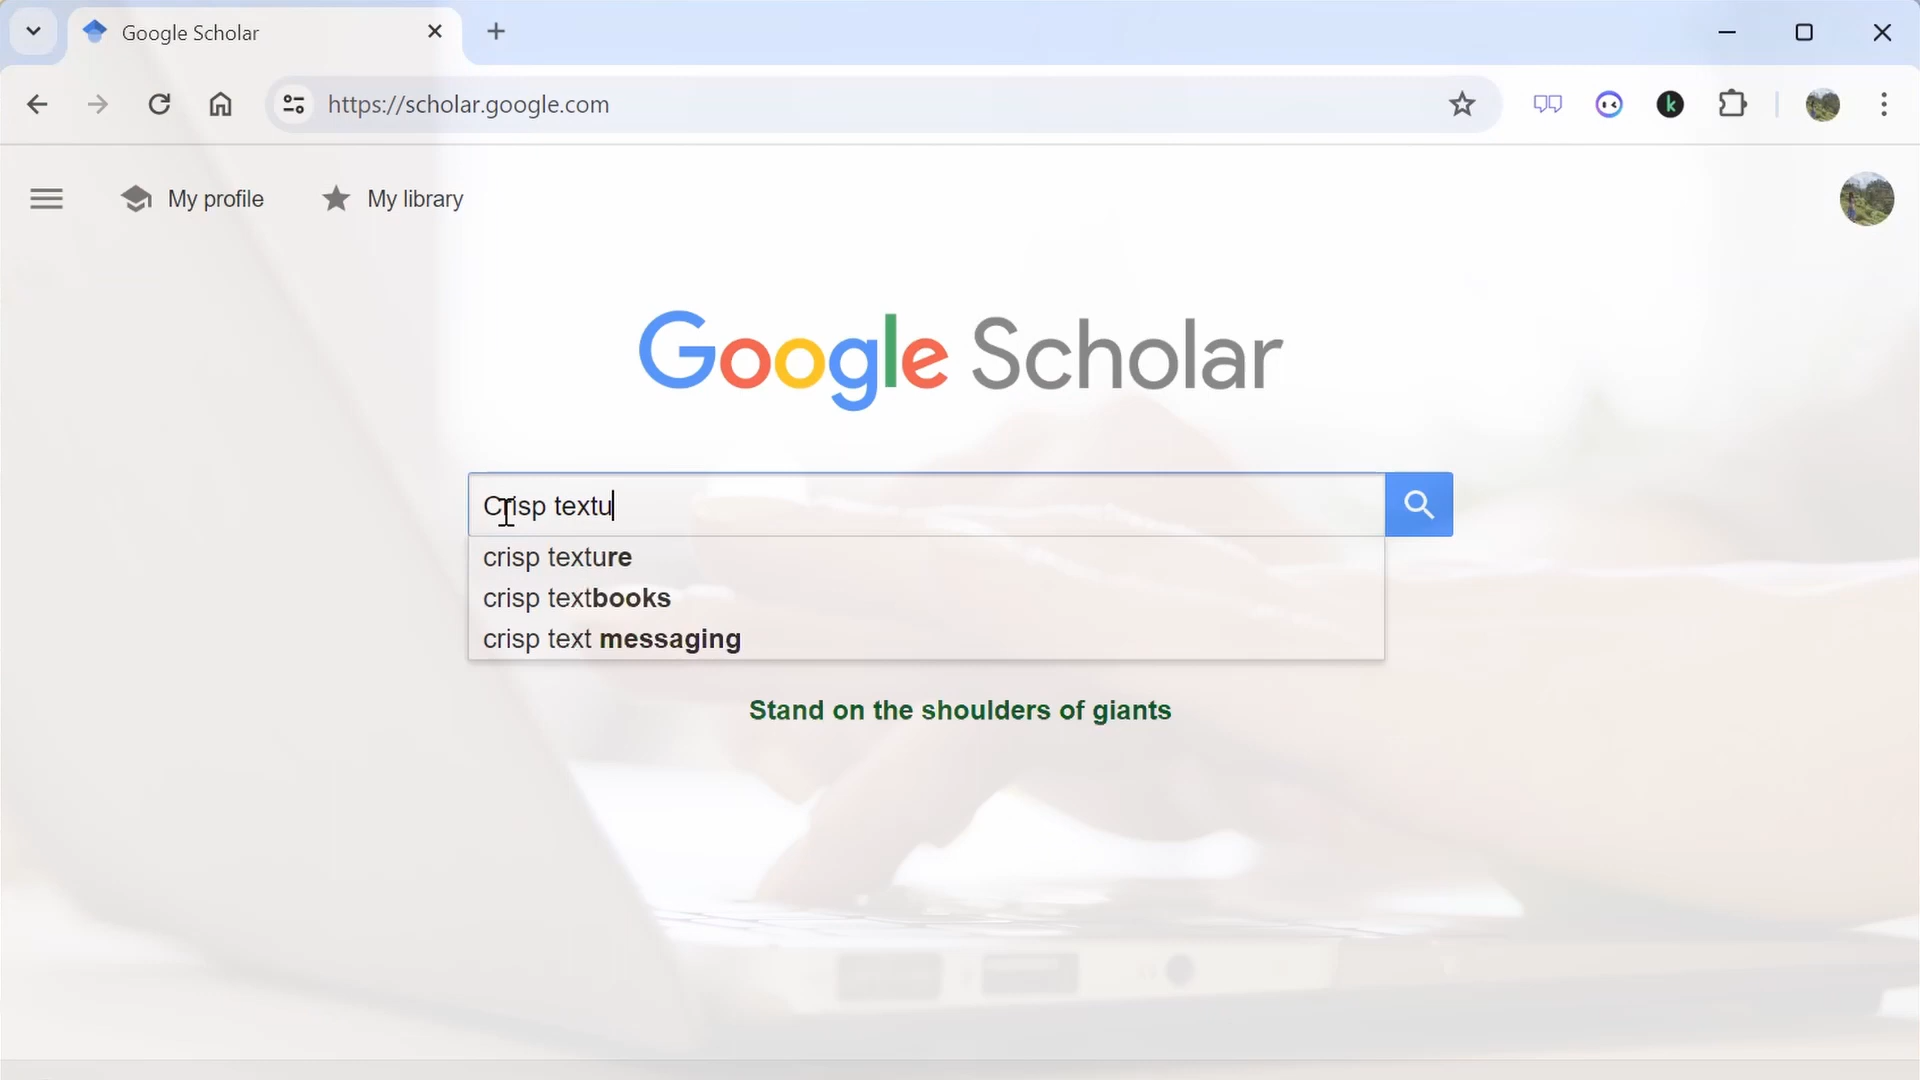 Google Scholar
https://scholar.google.com
My profile
My library
Google Scholar
Crisp textu
crisp texture
crisp textbooks
crisp text messaging
Stand on the shoulders of giants